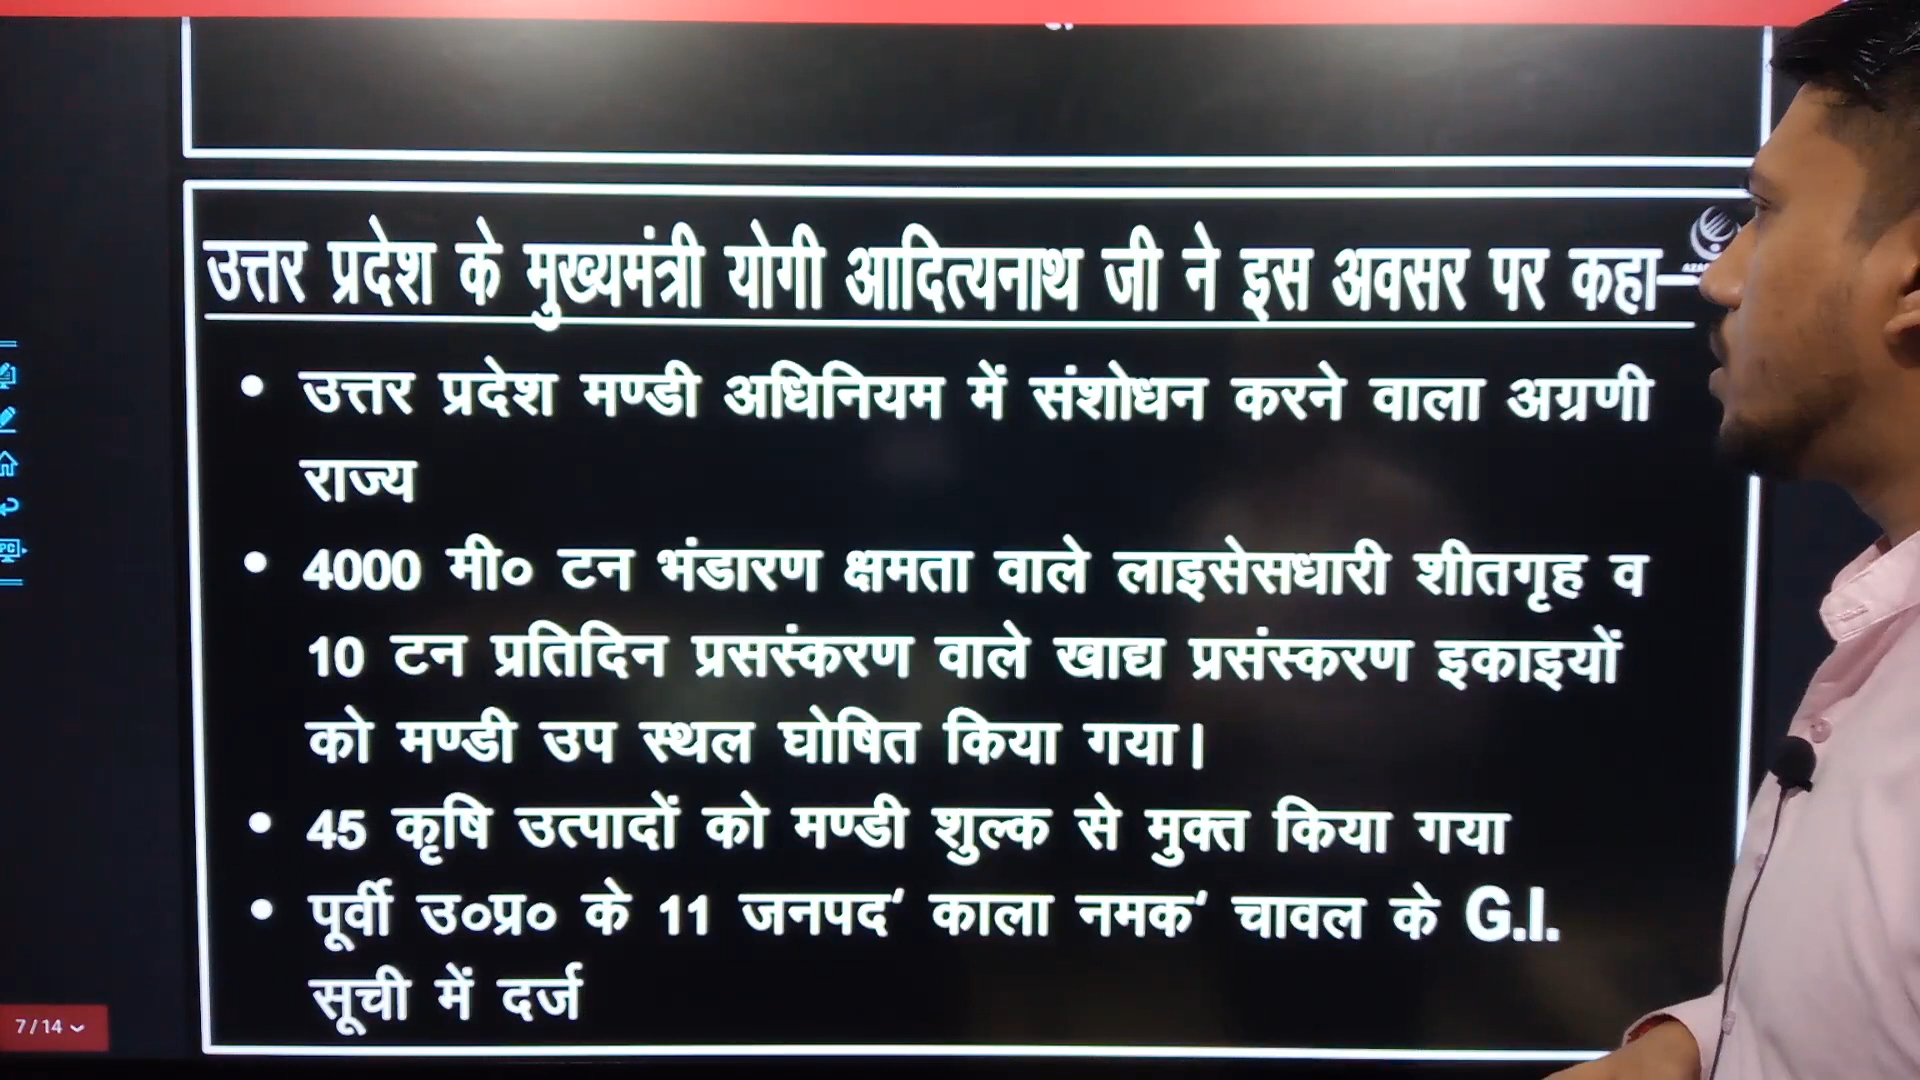 उत्तर प्रदेश के मुख्यमंत्री योगी आदित्यनाथ जी ने इस अवसर पर कहा–
• उत्तर प्रदेश मण्डी अधिनियम में संशोधन करने वाला अग्रणी
राज्य
• 4000 मी० टन भंडारण क्षमता वाले लाइसेसधारी शीतगृह व
10 टन प्रतिदिन प्रसस्ंकरण वाले खाद्य प्रसंस्करण इकाइयों
को मण्डी उप स्थल घोषित किया गया।
• 45 कृषि उत्पादों को मण्डी शुल्क से मुक्त किया गया
• पूर्वी उ०प्र० के 11 जनपद’ काला नमक’ चावल के G.I.
सूची में दर्ज
PC
7/14